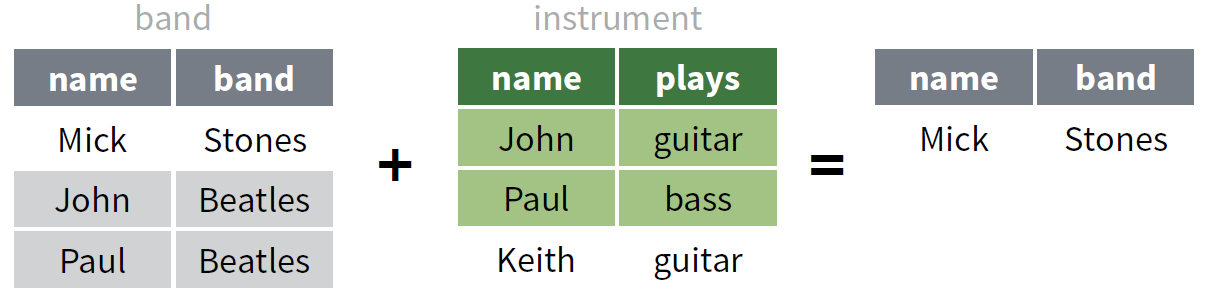 band instrument
name band name plays name band
Mick Stones John guitar Mick Stones
+ =
John Beatles Paul bass
Paul Beatles Keith guitar